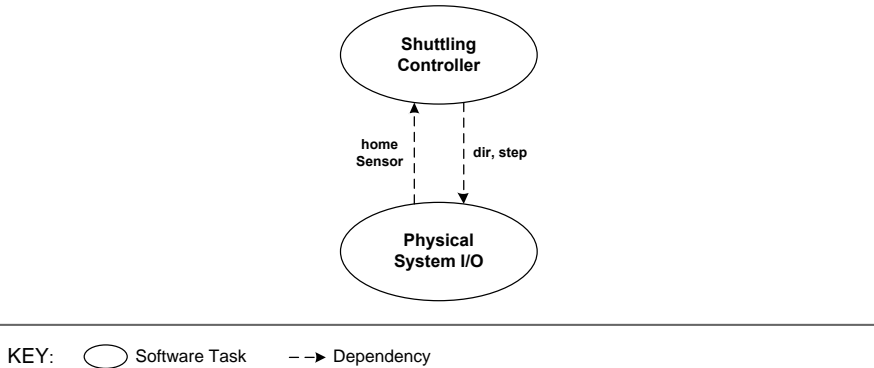 Shuttling
Controller
home
Sensor
dir, step
Physical
System I/O
KEY: Software Task Dependency